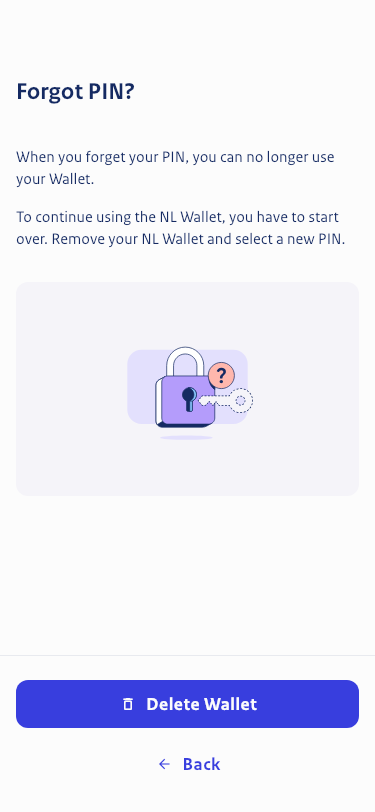 Forgot PIN?
When you forget your PIN, you can no longer use
your Wallet.
To continue using the NL Wallet, you have to start
over. Remove your NL Wallet and select a new PIN.
?
Delete Wallet
Back